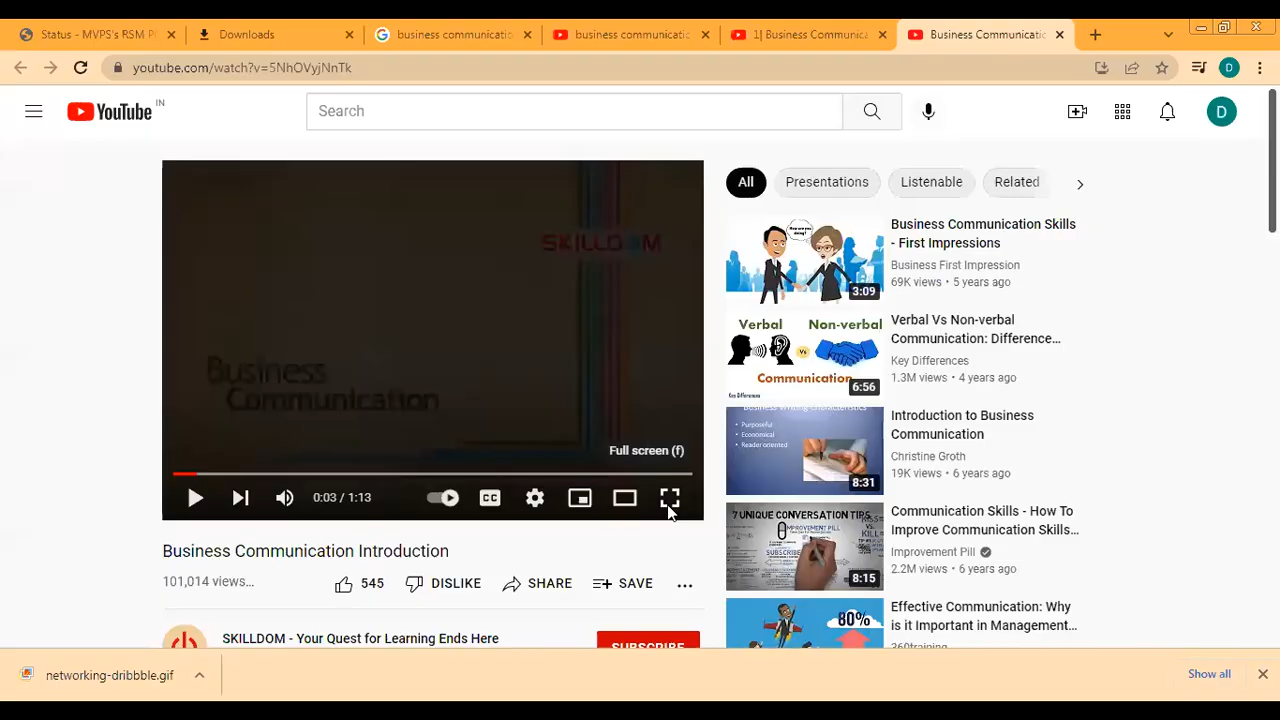 Status - MVPS's RSM P
Downloads
business communication
business communicatio
1| Business Communica
Business Communicatio
youtube.com/watch?v=5NhOVyjNnTk
D
YouTube IN
Search
D
SKILLDOM
Business
Communication
Full screen (f)
0:03 / 1:13
CC
Business Communication Introduction
101,014 views...
545
DISLIKE
SHARE
SAVE
SKILLDOM - Your Quest for Learning Ends Here
SUBSCRIBE
All
Presentations
Listenable
Related
3:09
Business Communication Skills
- First Impressions
Business First Impression
69K views • 5 years ago
Verbal
Non-verbal
Vs
Communication
Key Differences
6:56
Verbal Vs Non-verbal
Communication: Difference...
Key Differences
1.3M views • 4 years ago
Business Writing Characteristics
• Purposeful
• Economical
• Reader oriented
8:31
Introduction to Business
Communication
Christine Groth
19K views • 6 years ago
7 UNIQUE CONVERSATION TIPS
IMPROVEMENT PILL
SUBSCRIBE
8:15
Communication Skills - How To
Improve Communication Skills...
Improvement Pill
2.2M views • 6 years ago
80%
Effective Communication: Why
is it Important in Management...
360training
networking-dribbble.gif
Show all